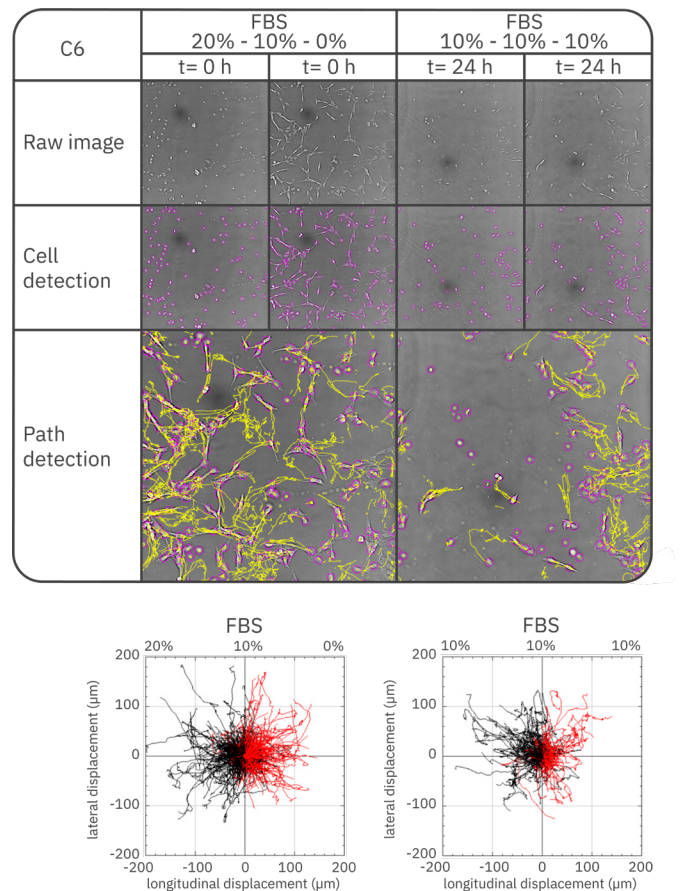 C6
FBS
20% - 10% - 0%
FBS
10% - 10% - 10%
t= 0 h
t= 0 h
t= 24 h
t= 24 h
Raw image
Cell
detection
Path
detection
FBS
20% 10% 0%
200
100
0
-100
-200
lateral displacement (µm)
-200 -100 0 100 200
longitudinal displacement (µm)
FBS
10% 10% 10%
200
100
0
-100
-200
lateral displacement (µm)
-200 -100 0 100 200
longitudinal displacement (µm)